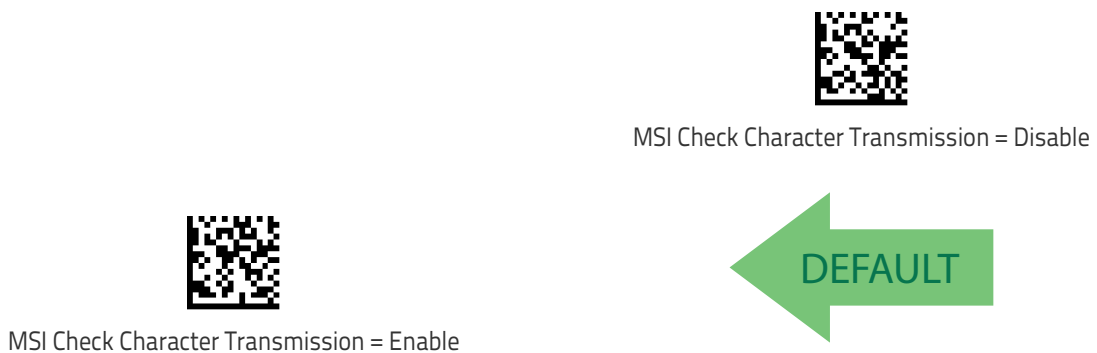 MSI Check Character Transmission = Disable
DEFAULT
MSI Check Character Transmission = Enable